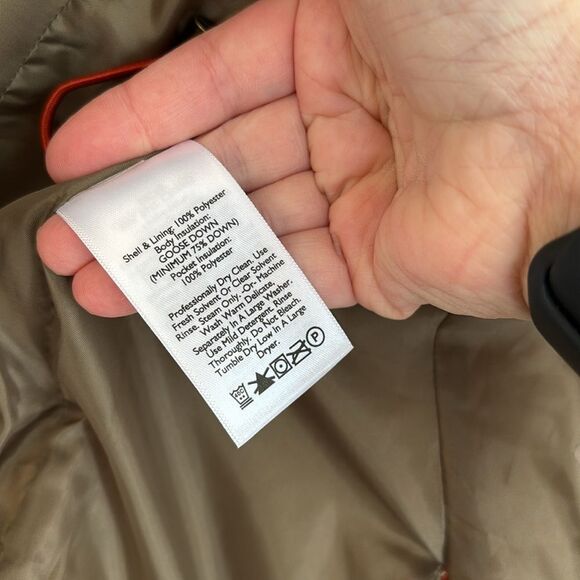 Shell & Lining: 100% Polyester
Body Insulation:
GOOSE DOWN
(MINIMUM 75% DOWN)
Pocket Insulation:
100% Polyester
Professionally Dry Clean. Use
Fresh Solvent Or Clear Solvent
Rinse. Steam Only -Or- Machine
Wash Warm Delicate,
Separately In A Large Washer.
Use Mild Detergent. Rinse
Thoroughly. Do Not Bleach.
Tumble Dry Low In A Large
Dryer.
P